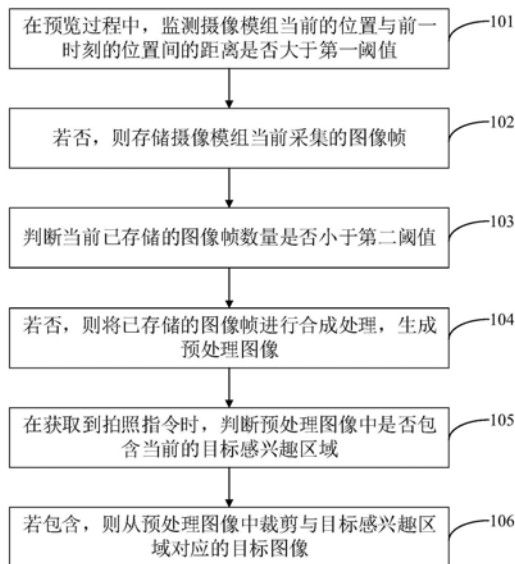 在预览过程中，监测摄像模组当前的位置与前一
时刻的位置间的距离是否大于第一阈值
101
若否，则存储摄像模组当前采集的图像帧
102
判断当前已存储的图像帧数量是否小于第二阈值
103
若否，则将已存储的图像帧进行合成处理，生成
预处理图像
104
在获取到拍照指令时，判断预处理图像中是否包
含当前的目标感兴趣区域
105
若包含，则从预处理图像中裁剪与目标感兴趣区
域对应的目标图像
106